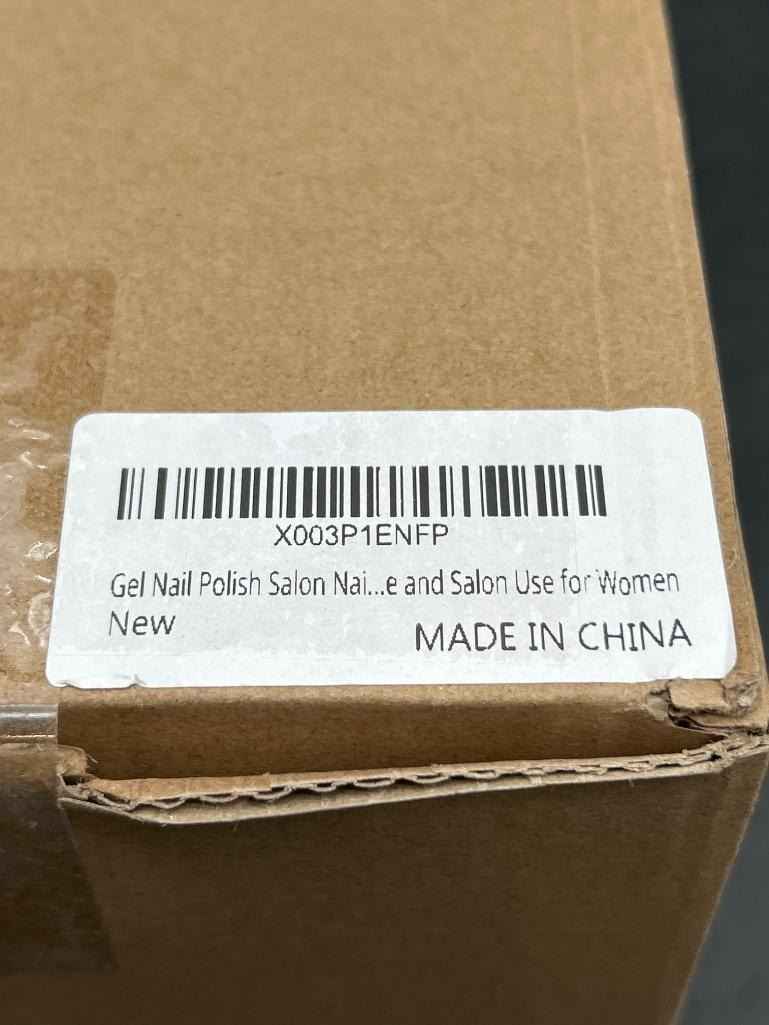 X003P1ENFP
Gel Nail Polish Salon Nai...e and Salon Use for Women
New
MADE IN CHINA